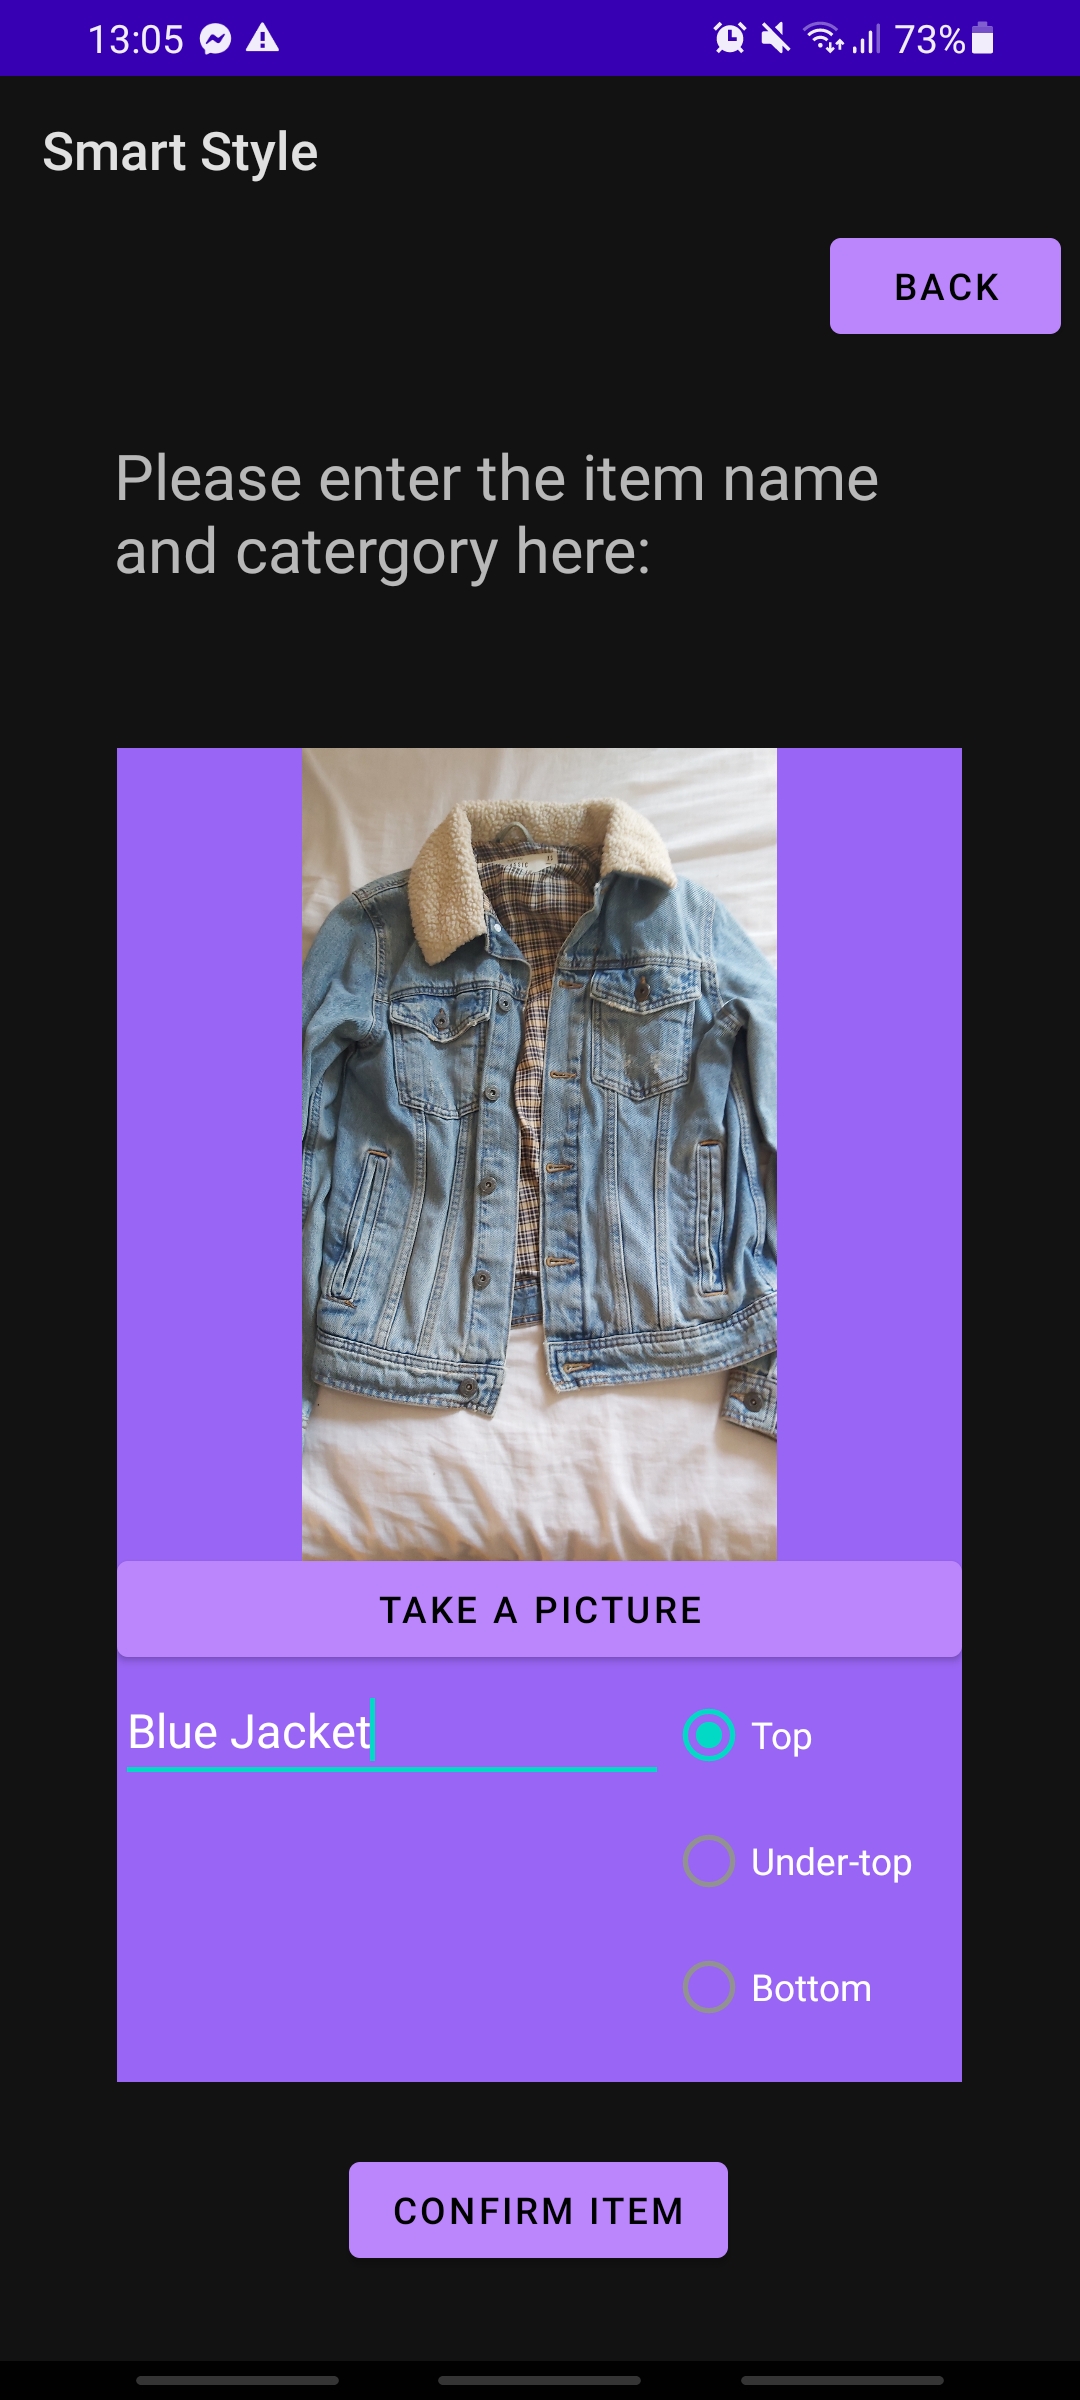 13:05
73%
Smart Style
BACK
Please enter the item name
and catergory here:
TAKE A PICTURE
Blue Jacket
Top
Under-top
Bottom
CONFIRM ITEM